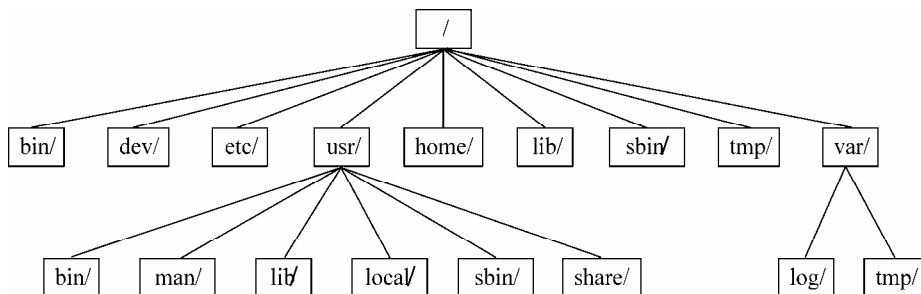 /
bin/ dev/ etc/ usr/ home/ lib/ sbin/ tmp/ var/
bin/ man/ lib/ local/ sbin/ share/ log/ tmp/